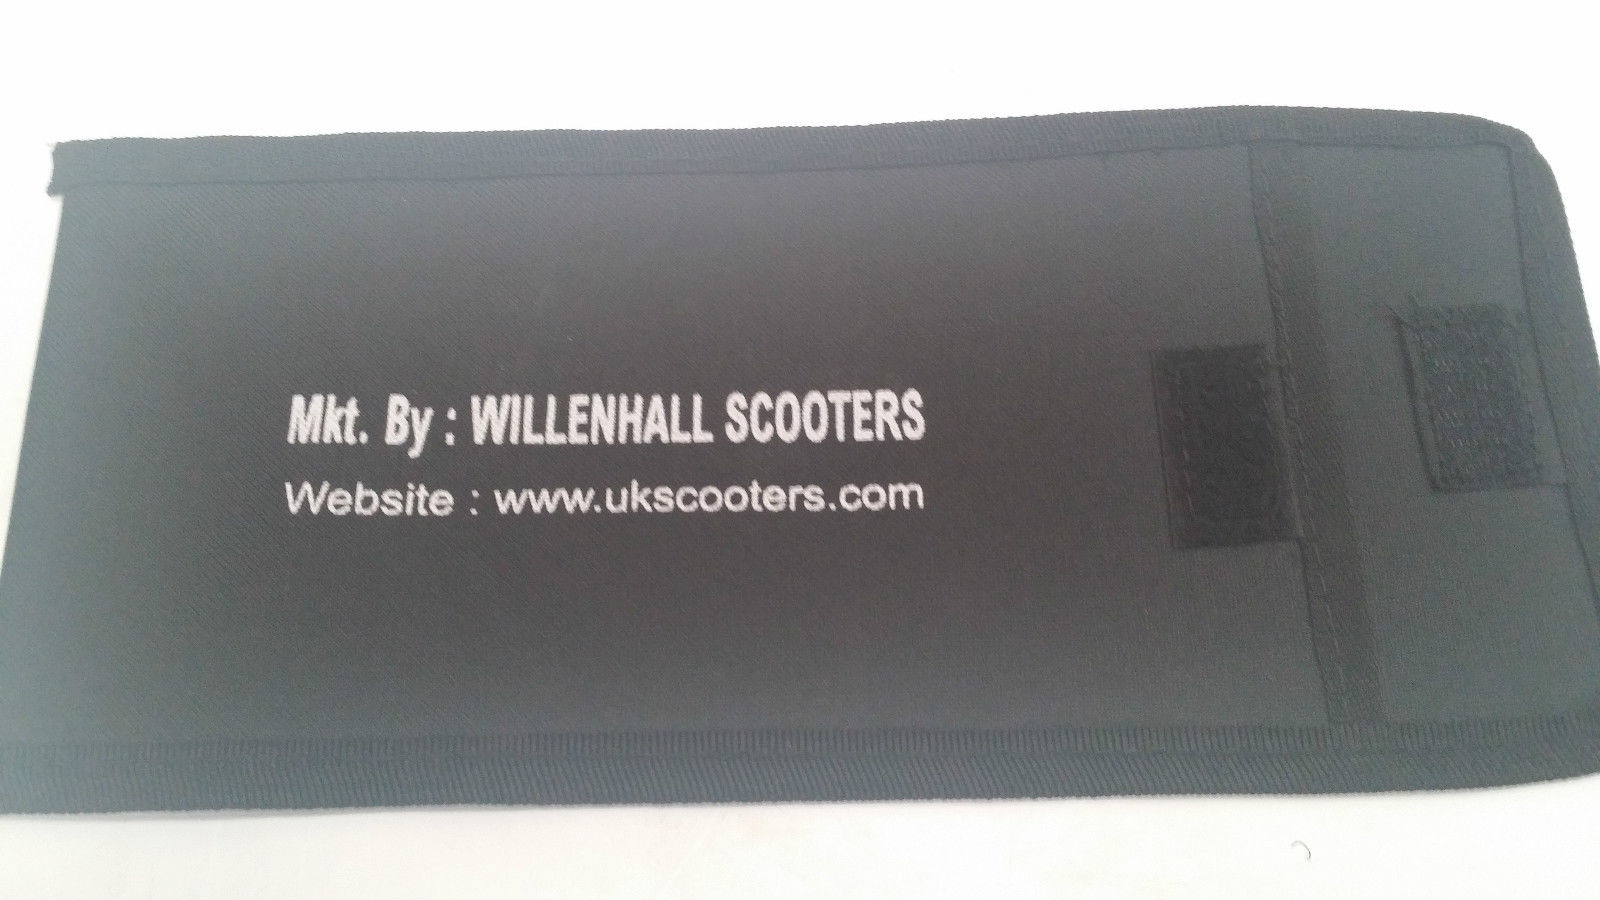 Mkt. By : WILLENHALL SCOOTERS
Website : www.ukscooters.com